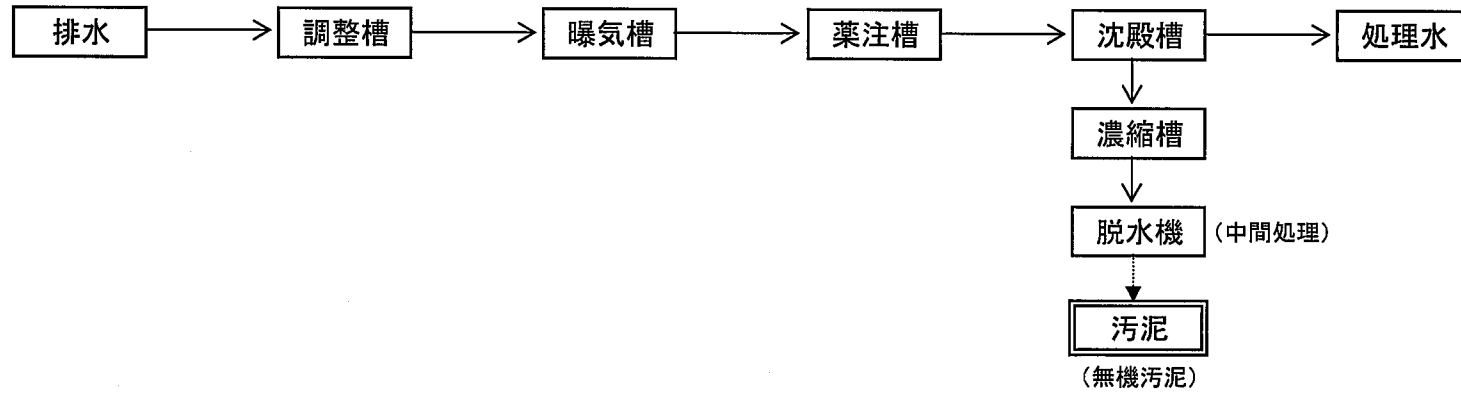 排水
調整槽
曝気槽
薬注槽
沈殿槽
処理水
濃縮槽
脱水機
（中間処理）
汚泥
（無機汚泥）